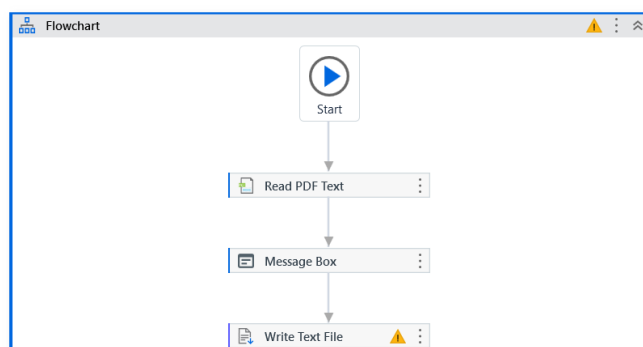 Flowchart
Start
Read PDF Text
Message Box
Write Text File